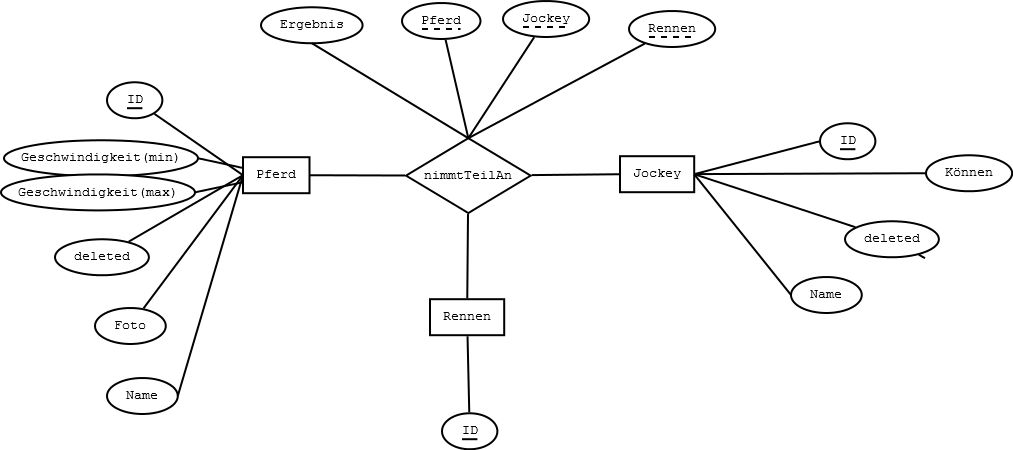 Ergebnis
Pferd
Jockey
Rennen
ID
Geschwindigkeit(min)
Geschwindigkeit(max)
deleted
Foto
Name
Pferd
nimmtTeilAn
Jockey
ID
Können
deleted
Name
Rennen
ID